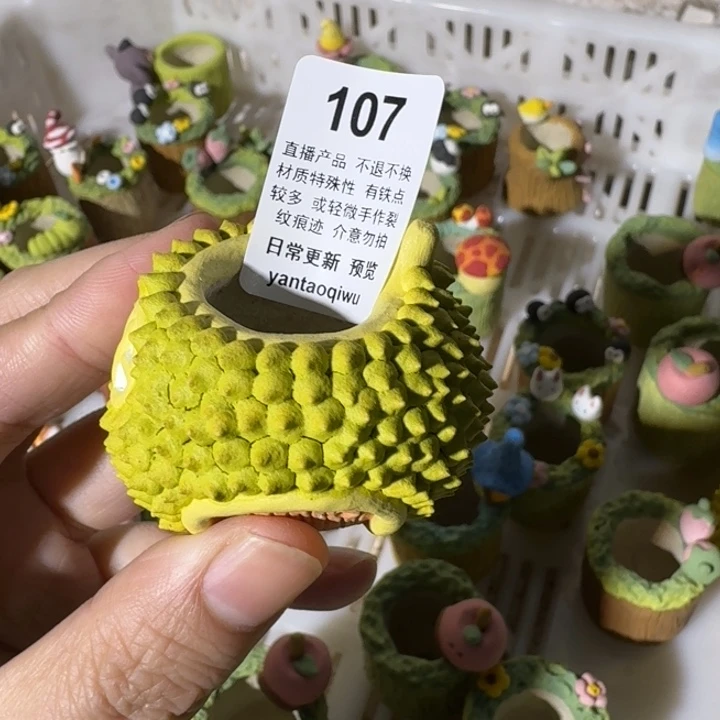 107
直播产品 不退不换
材质特殊性 有铁点
较多 或轻微手作裂
纹痕迹 介意勿拍
日常更新 预览
yantaoqiwu